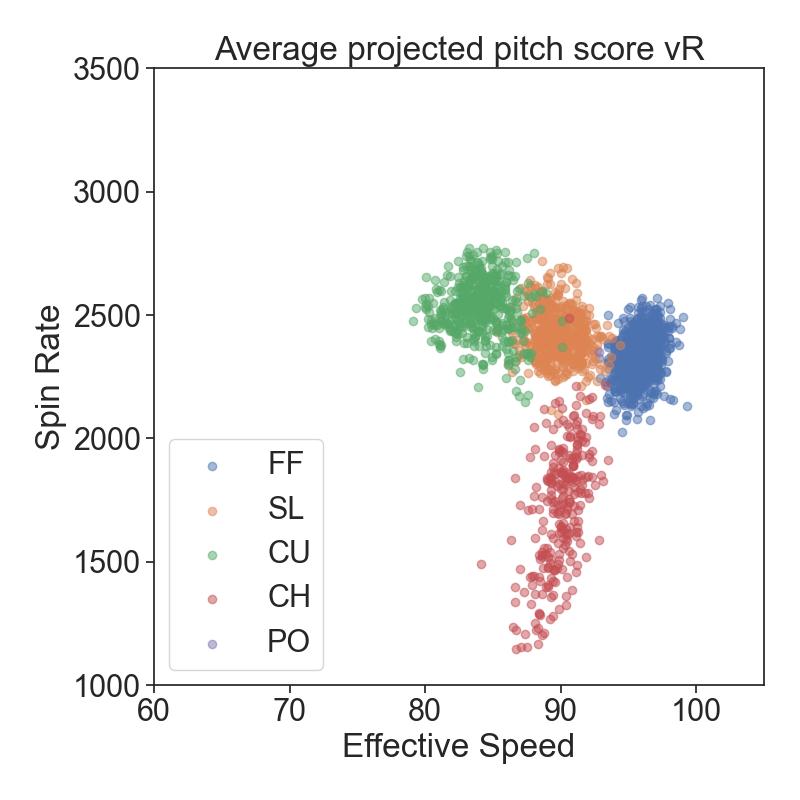 Average projected pitch score vR
3500
3000
2500
2000
1500
1000
Spin Rate
FF
SL
CU
CH
PO
60 70 80 90 100
Effective Speed